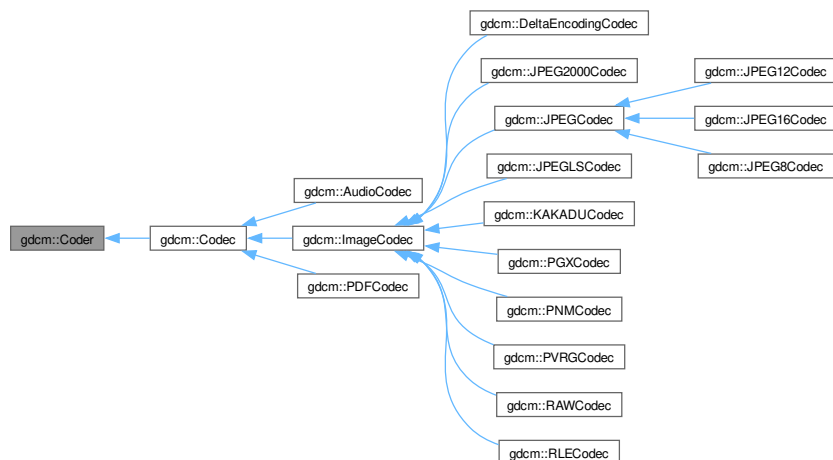 gdcm::DeltaEncodingCodec
gdcm::JPEG2000Codec
gdcm::JPEG12Codec
gdcm::JPEGCodec
gdcm::JPEG16Codec
gdcm::JPEGLSCodec
gdcm::JPEG8Codec
gdcm::AudioCodec
gdcm::KAKADUCodec
gdcm::Coder
gdcm::Codec
gdcm::ImageCodec
gdcm::PGXCodec
gdcm::PDFCodec
gdcm::PNMCodec
gdcm::PVRGCodec
gdcm::RAWCodec
gdcm::RLECodec